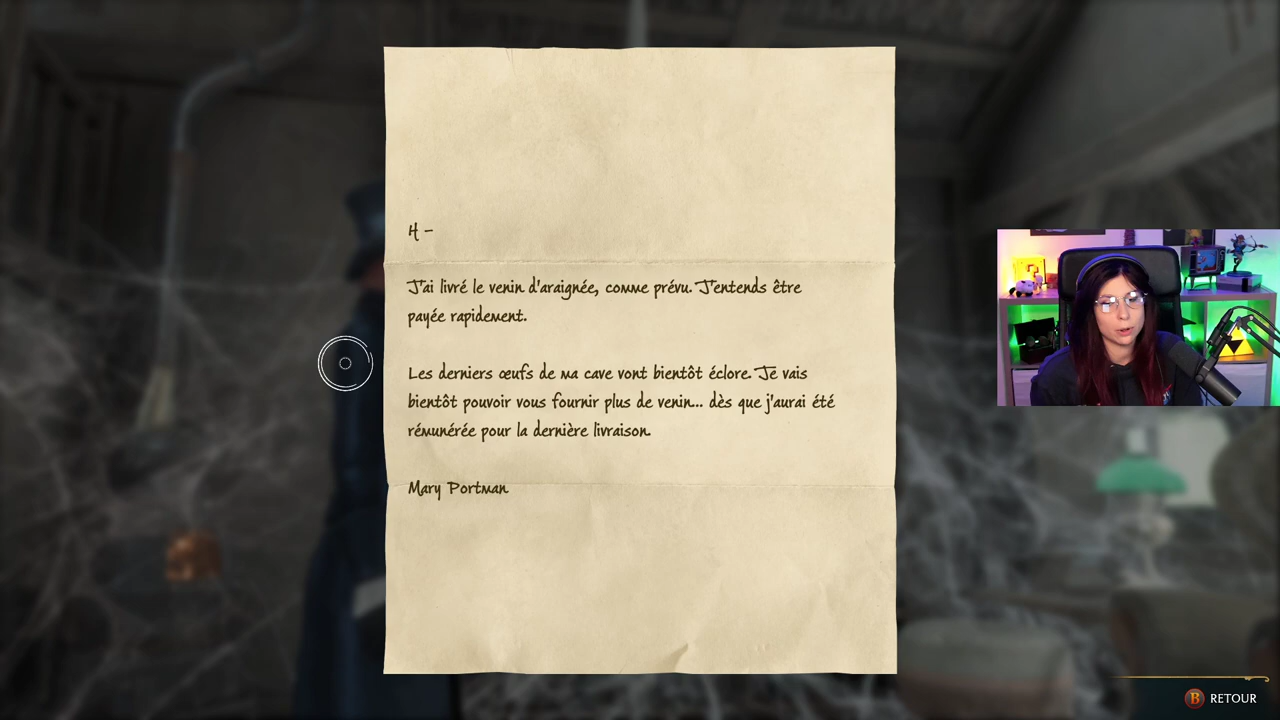 H -
J'ai livré le venin d'araignée, comme prévu. J'entends être
payée rapidement.
Les derniers œufs de ma cave vont bientôt éclore. Je vais
bientôt pouvoir vous fournir plus de venin... dès que j'aurai été
rémunérée pour la dernière livraison.
Mary Portman
B RETOUR